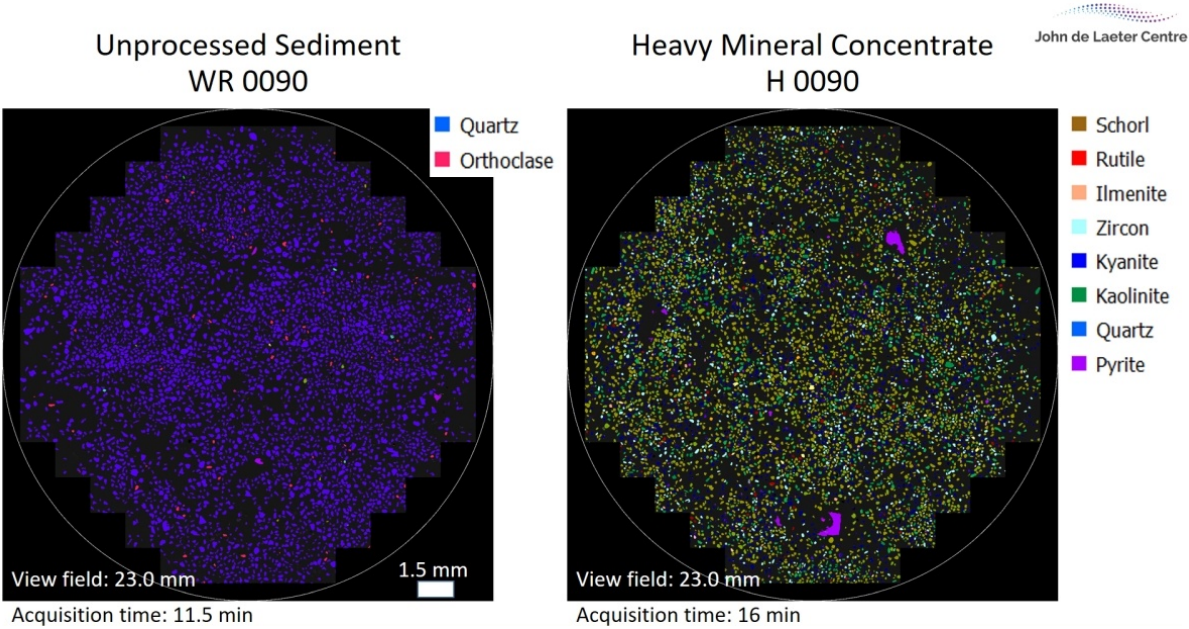 John de Laeter Centre
Unprocessed Sediment
WR 0090
Quartz
Orthoclase
View field: 23.0 mm
1.5 mm
Acquisition time: 11.5 min
Heavy Mineral Concentrate
H 0090
Schorl
Rutile
Ilmenite
Zircon
Kyanite
Kaolinite
Quartz
Pyrite
View field: 23.0 mm
Acquisition time: 16 min